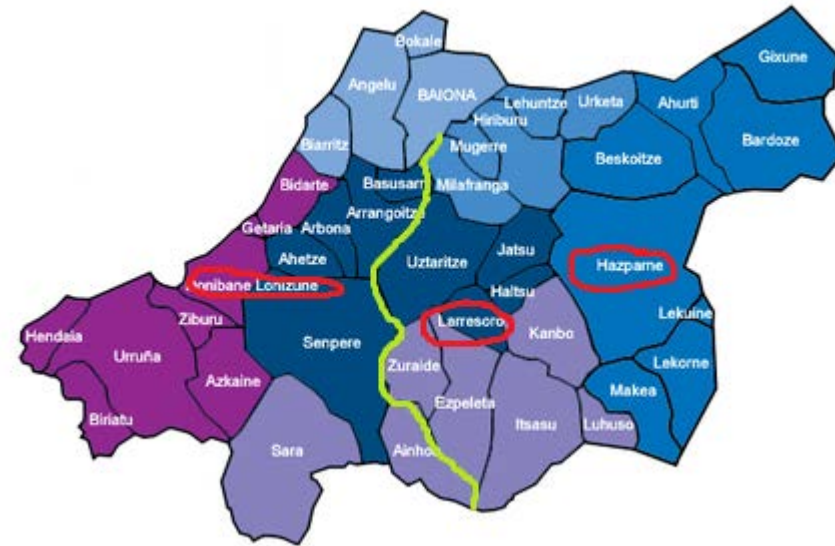 Bokale
Gixune
Angelu
BAIONA
Lehuntze
Urketa
Ahurti
Hiriburu
Bardoze
Biarritz
Mugerre
Beskoitze
Bidarte
Basusarri
Milafranga
Arrangoitze
Getaria
Arbona
Ahetze
Uztaritze
Jatsu
Hazparne
Donibane Lonizune
Haltsu
Ziburu
Larresoro
Kanbo
Lekuine
Hendaia
Urruña
Senpere
Zuraide
Lekorne
Azkaine
Makea
Biriatu
Ezpeleta
Itsasu
Luhuso
Sara
Ainhoa